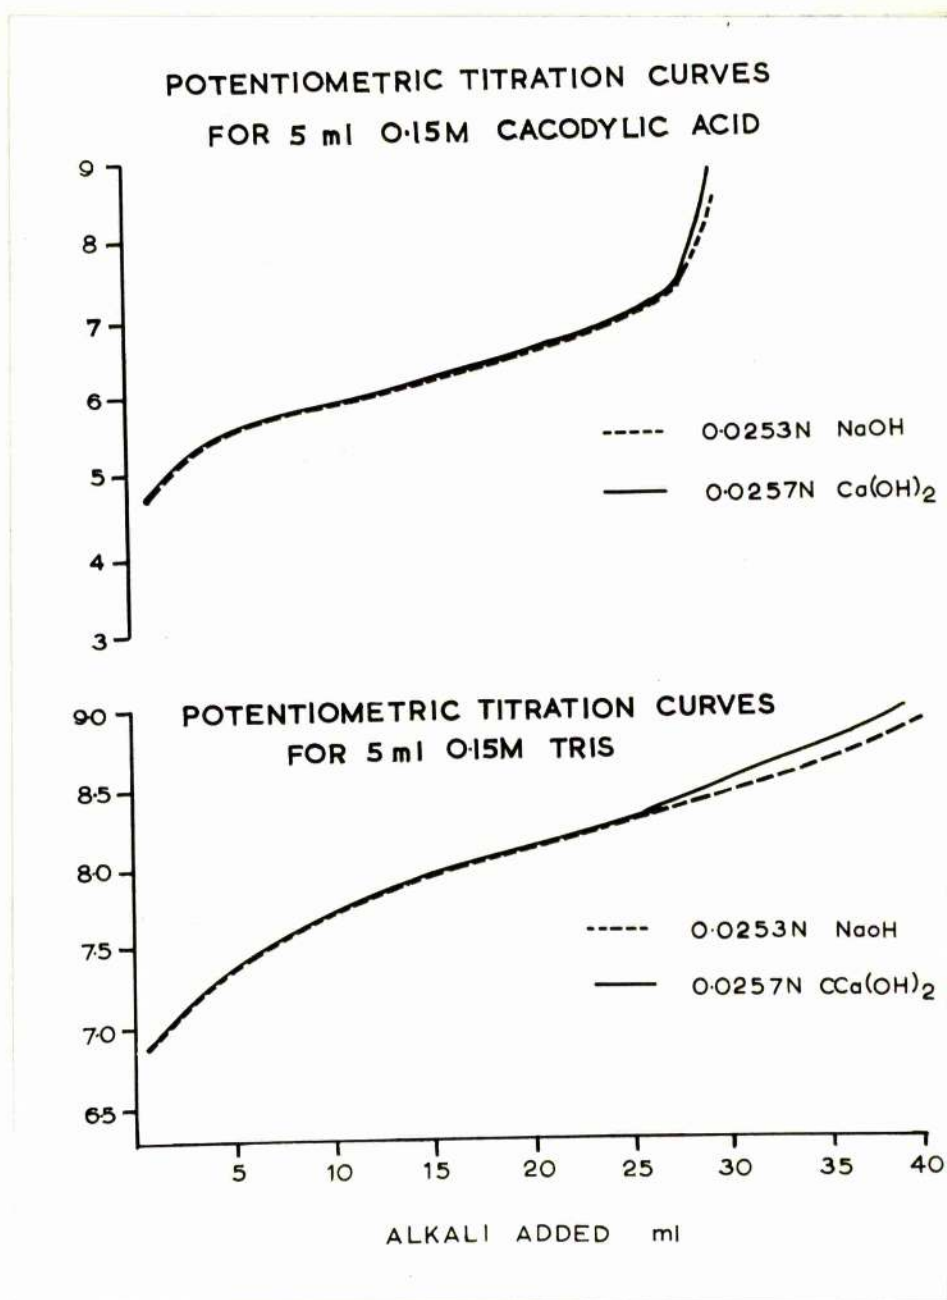 POTENTIOMETRIC TITRATION CURVES
FOR 5 ml 0·15M CACODYLIC ACID
9
8
7
6
5
4
3
0·0253N NaOH
0·0257N Ca(OH)2
POTENTIOMETRIC TITRATION CURVES
FOR 5 ml 0·15M TRIS
9·0
8·5
8·0
7·5
7·0
6·5
0·0253N NaoH
0·0257N CCa(OH)2
5 10 15 20 25 30 35 40
ALKALI ADDED ml